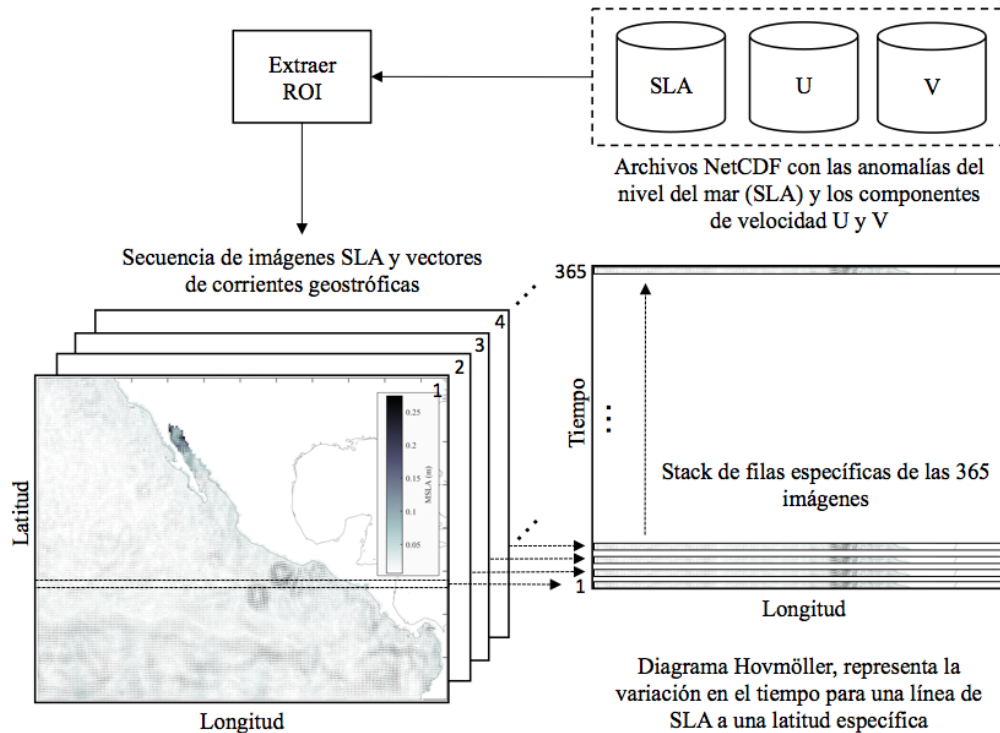 Extraer
ROI
SLA
U
V
Archivos NetCDF con las anomalías del
nivel del mar (SLA) y los componentes
de velocidad U y V
Secuencia de imágenes SLA y vectores
de corrientes geostróficas
4
3
2
1
0.25
0.2
0.15
0.1
0.05
MSLA (m)
Latitud
Longitud
365
Tiempo
Stack de filas específicas de las 365
imágenes
1
Longitud
Diagrama Hovmöller, representa la
variación en el tiempo para una línea de
SLA a una latitud específica